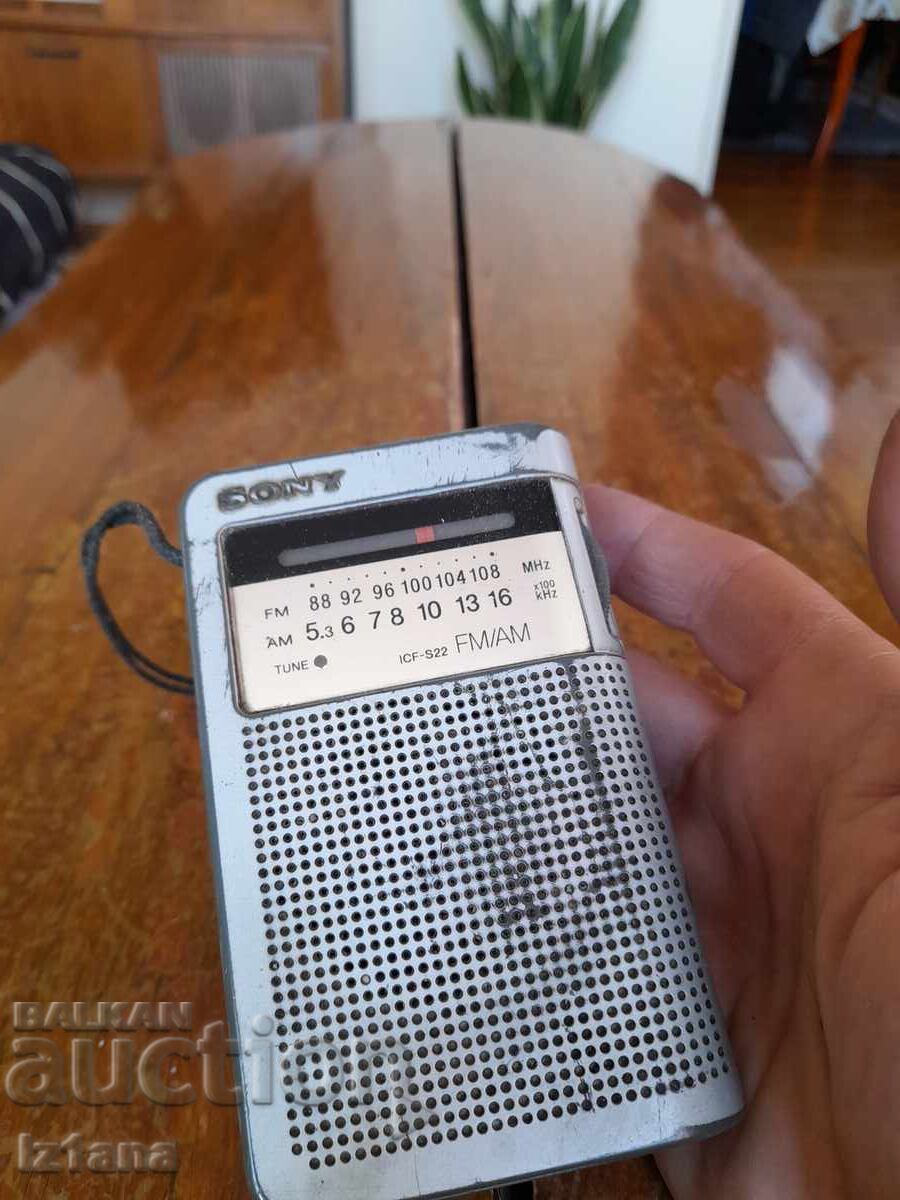 SONY
FM 88 92 96 100 104 108 MHz
AM 5.3 6 7 8 10 13 16 x100 kHz
TUNE
ICF-S22 FM/AM
BALKAN
auction
iz1ana